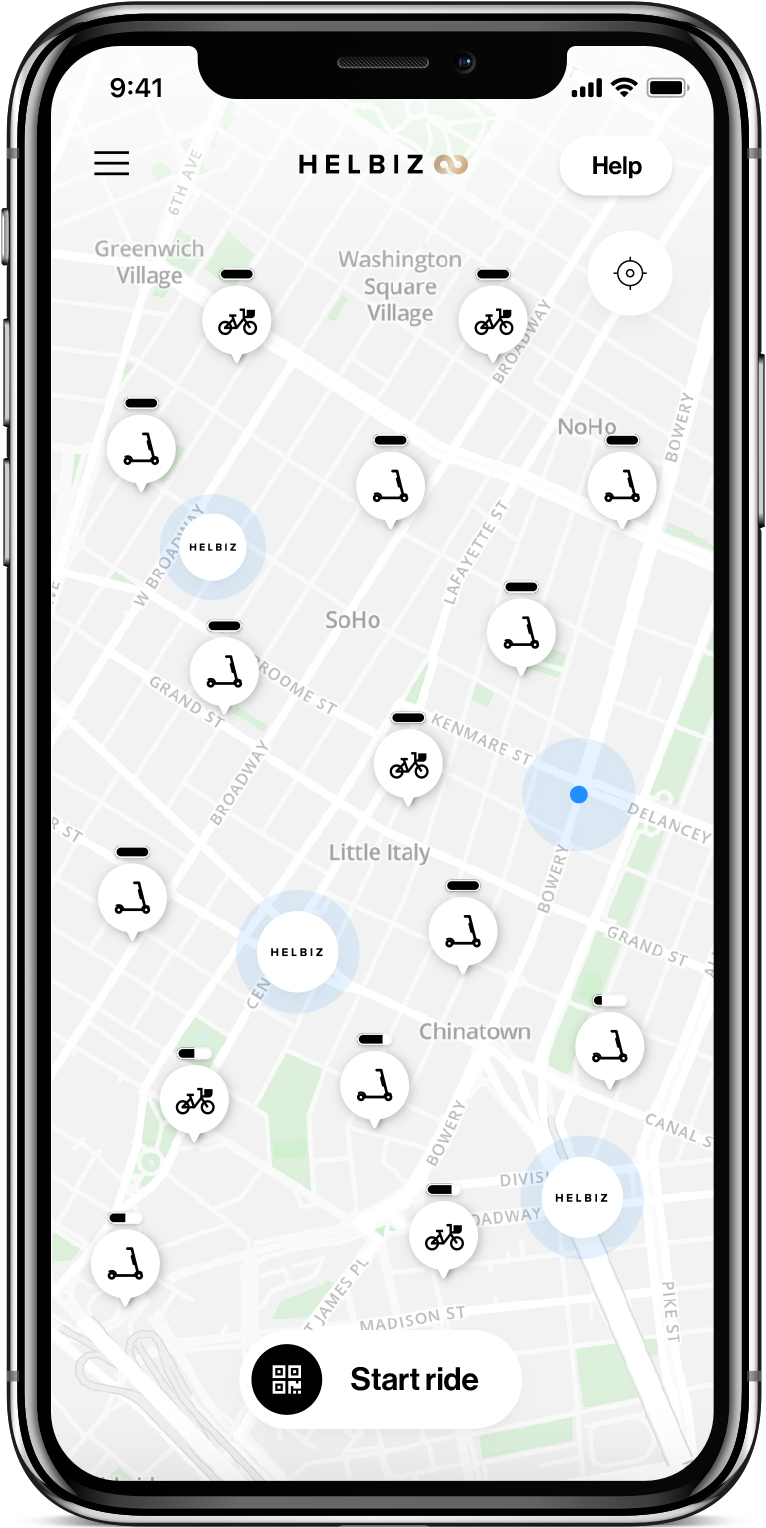 9:41
HELBIZ
Help
6TH AVE
Greenwich
Village
Washington
Square
Village
BROADWAY
NoHo
BOWERY
W BROADWAY
HELBIZ
LAFAYETTE ST
SoHo
BROOME ST
GRAND ST
KENMARE ST
BROADWAY
DELANCEY
R ST
Little Italy
BOWERY
GRAND ST
HELBIZ
CEN
Chinatown
CANAL S
BOWERY
DIVIS
HELBIZ
OADWAY
T JAMES PL
PIKE ST
MADISON ST
Start ride